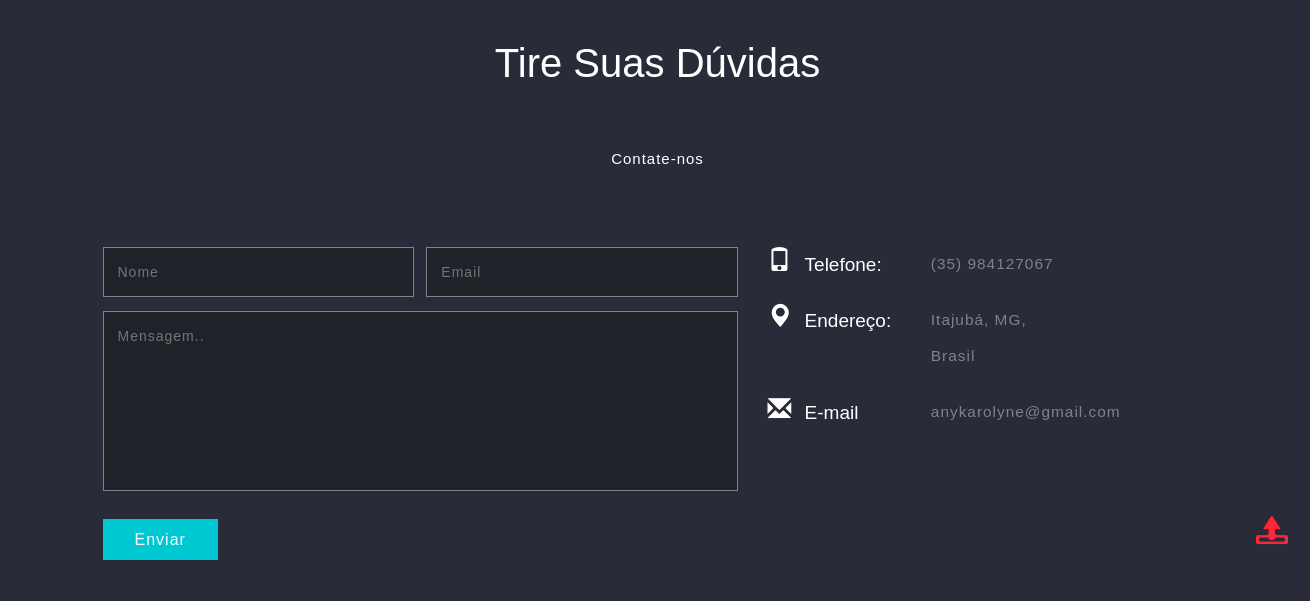 Tire Suas Dúvidas
Contate-nos
Nome
Email
Mensagem..
Enviar
Telefone: (35) 984127067
Endereço: Itajubá, MG,
Brasil
E-mail anykarolyne@gmail.com